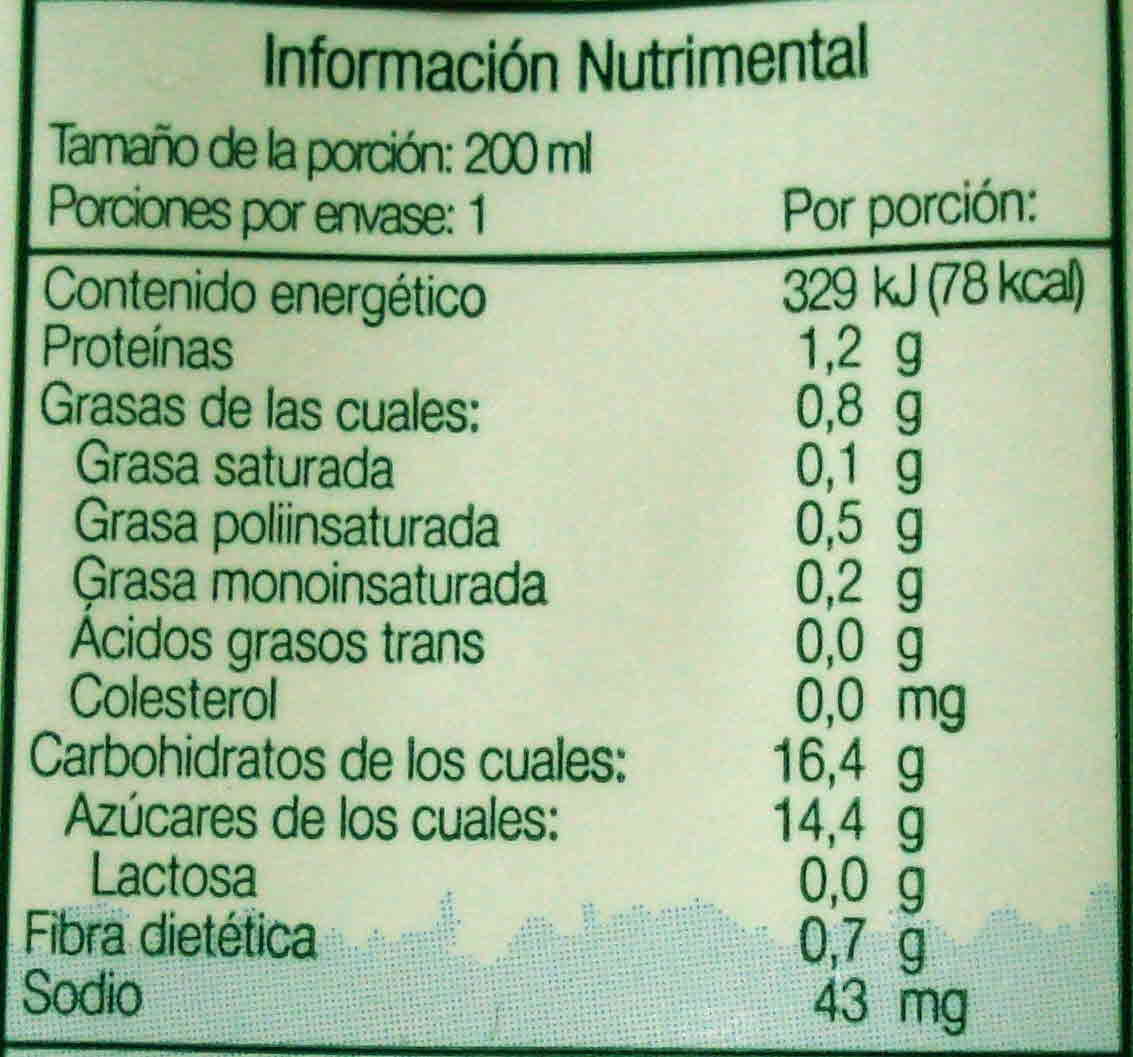 Información Nutrimental
Tamaño de la porción: 200 ml
Porciones por envase: 1 Por porción:
Contenido energético 329 kJ (78 kcal)
Proteínas 1,2 g
Grasas de las cuales: 0,8 g
Grasa saturada 0,1 g
Grasa poliinsaturada 0,5 g
Grasa monoinsaturada 0,2 g
Ácidos grasos trans 0,0 g
Colesterol 0,0 mg
Carbohidratos de los cuales: 16,4 g
Azúcares de los cuales: 14,4 g
Lactosa 0,0 g
Fibra dietética 0,7 g
Sodio 43 mg